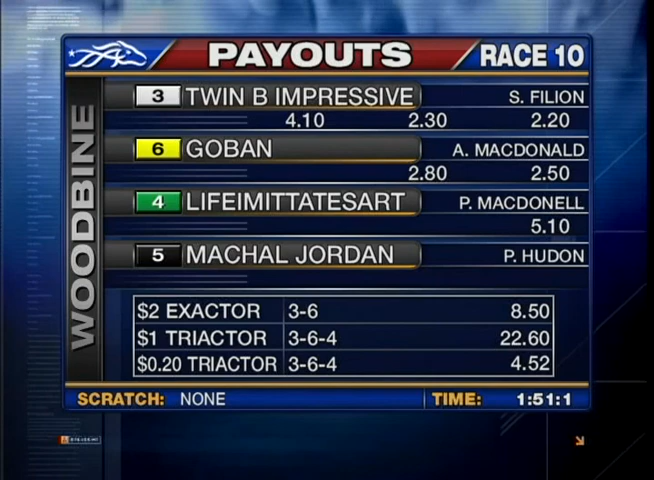 PAYOUTS
RACE 10
WOODBINE
3 TWIN B IMPRESSIVE S. FILION
4.10 2.30 2.20
6 GOBAN A. MACDONALD
2.80 2.50
4 LIFEIMITTATESART P. MACDONELL
5.10
5 MACHAL JORDAN P. HUDON
$2 EXACTOR 3-6 8.50
$1 TRIACTOR 3-6-4 22.60
$0.20 TRIACTOR 3-6-4 4.52
SCRATCH: NONE TIME: 1:51:1